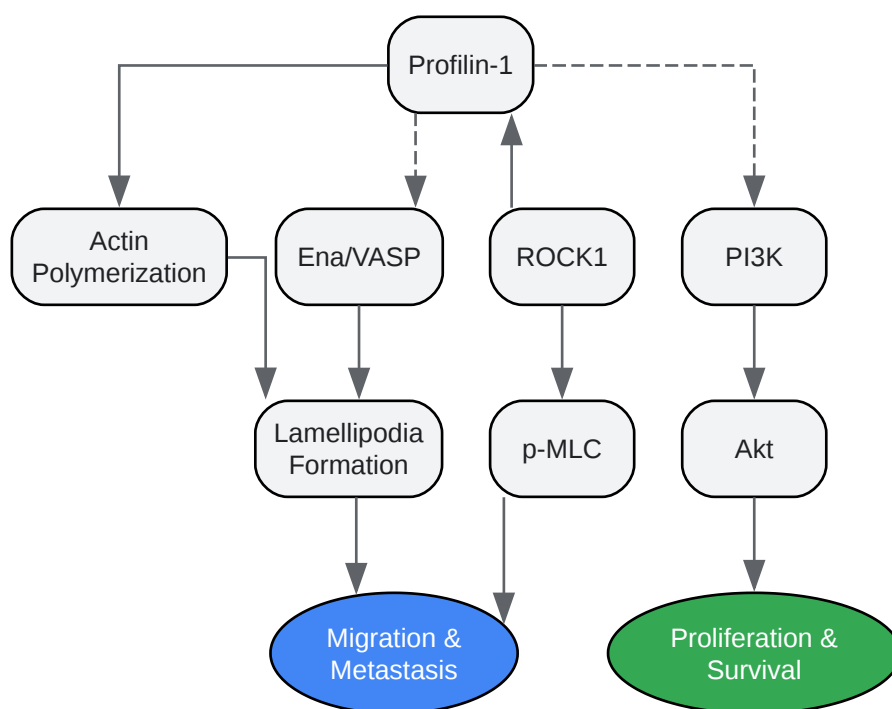 Profilin-1
Actin
Polymerization
Ena/VASP
ROCK1
PI3K
Lamellipodia
Formation
p-MLC
Akt
Migration &
Metastasis
Proliferation &
Survival